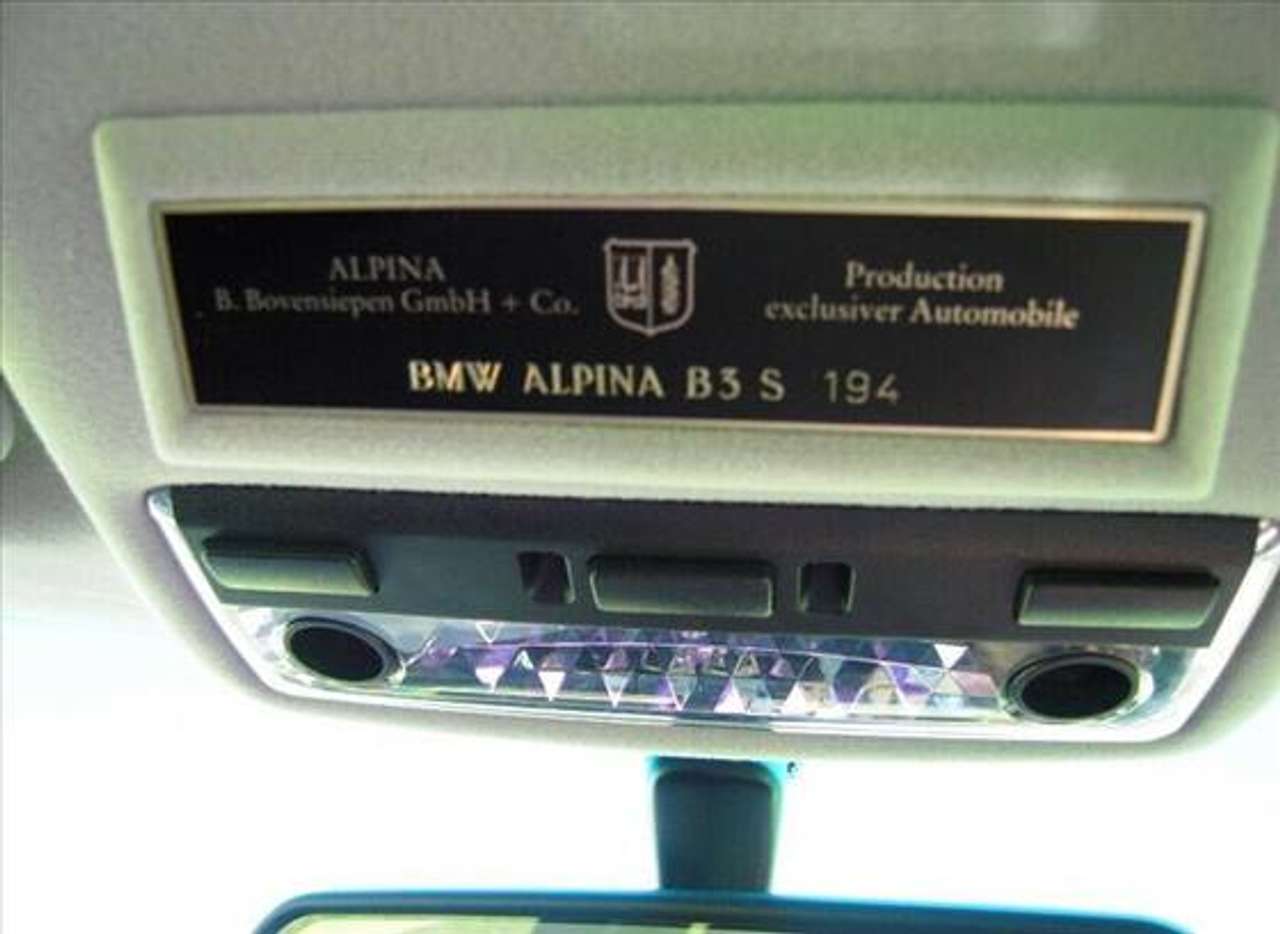 ALPINA
B. Bovensiepen GmbH + Co.
Production
exclusiver Automobile
BMW ALPINA B3 S 194